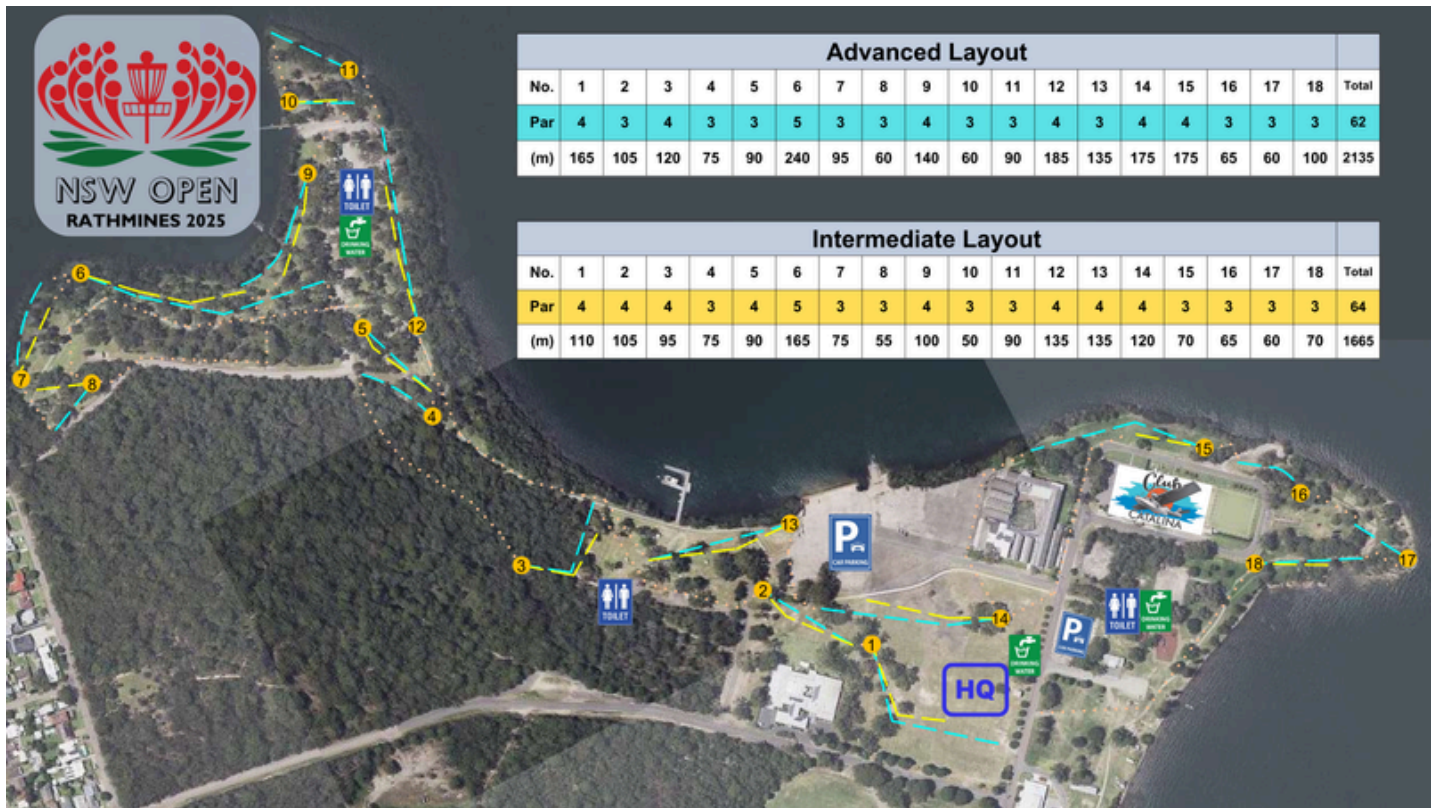 NSW OPEN
RATHMINES 2025
Advanced Layout
No. 1 2 3 4 5 6 7 8 9 10 11 12 13 14 15 16 17 18 Total
Par 4 3 4 3 3 5 3 3 4 3 3 4 3 4 4 3 3 3 62
(m) 165 105 120 75 90 240 95 60 140 60 90 185 135 175 175 65 60 100 2135
Intermediate Layout
No. 1 2 3 4 5 6 7 8 9 10 11 12 13 14 15 16 17 18 Total
Par 4 4 4 3 4 5 3 3 4 3 3 4 4 4 3 3 3 3 64
(m) 110 105 95 75 90 165 75 55 100 50 90 135 135 120 70 65 60 70 1665
11
10
9
TOILET
DRINKING
WATER
6
5
12
7
8
4
15
Club
CATALINA
16
13
P
CAR PARKING
3
17
18
2
TOILET
14
TOILET
DRINKING
WATER
P
CAR PARKING
1
DRINKING
WATER
HQ